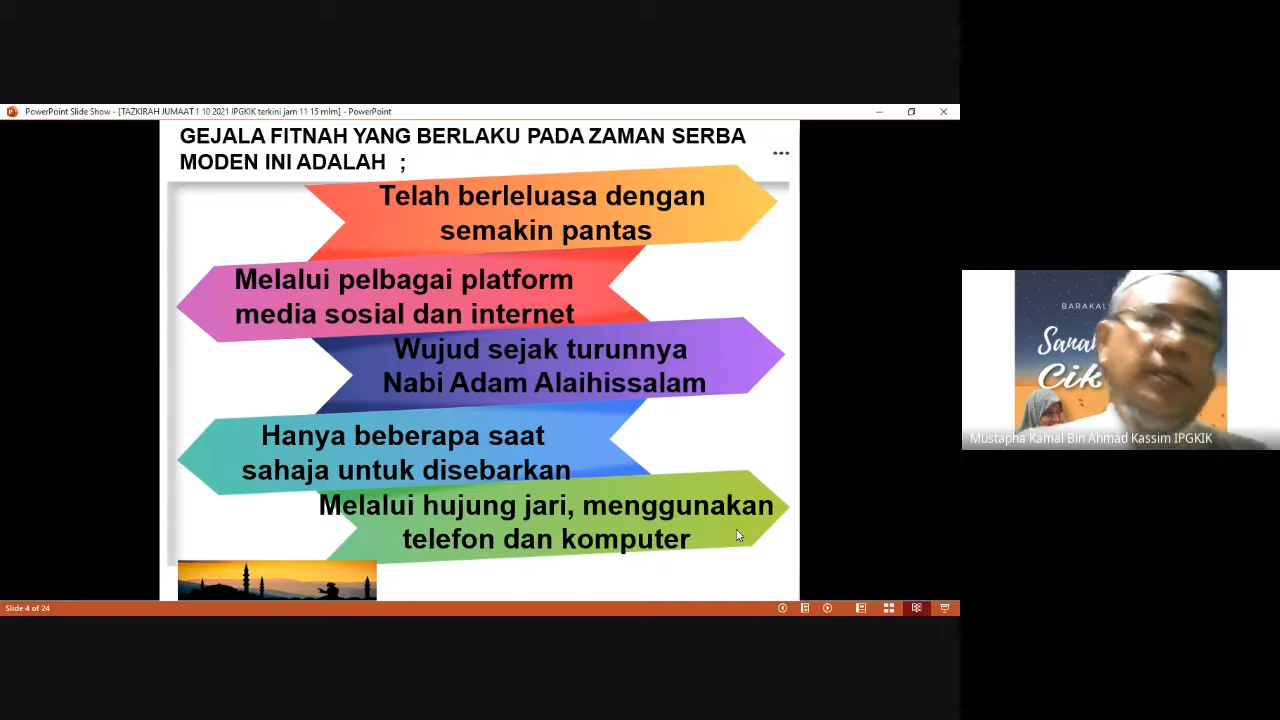 PowerPoint Slide Show - [TAZKIRAH JUMAAT 1 10 2021 IPGKIK terkini jam 11 15 mlm] - PowerPoint
GEJALA FITNAH YANG BERLAKU PADA ZAMAN SERBA
MODEN INI ADALAH ;
Telah berleluasa dengan
semakin pantas
Melalui pelbagai platform
media sosial dan internet
Wujud sejak turunnya
Nabi Adam Alaihissalam
Hanya beberapa saat
sahaja untuk disebarkan
Melalui hujung jari, menggunakan
telefon dan komputer
Slide 4 of 24
Cik
Mustapha Kamal Bin Ahmad Kassim IPGKIK